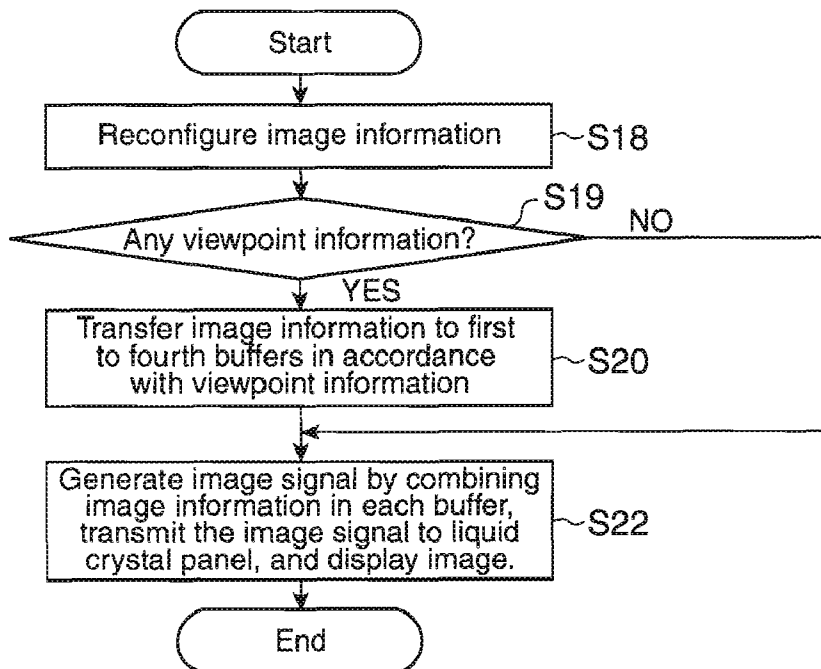 Start
Reconfigure image information
S18
S19
Any viewpoint information?
NO
YES
Transfer image information to first
to fourth buffers in accordance
with viewpoint information
S20
Generate image signal by combining
image information in each buffer,
transmit the image signal to liquid
crystal panel, and display image.
S22
End